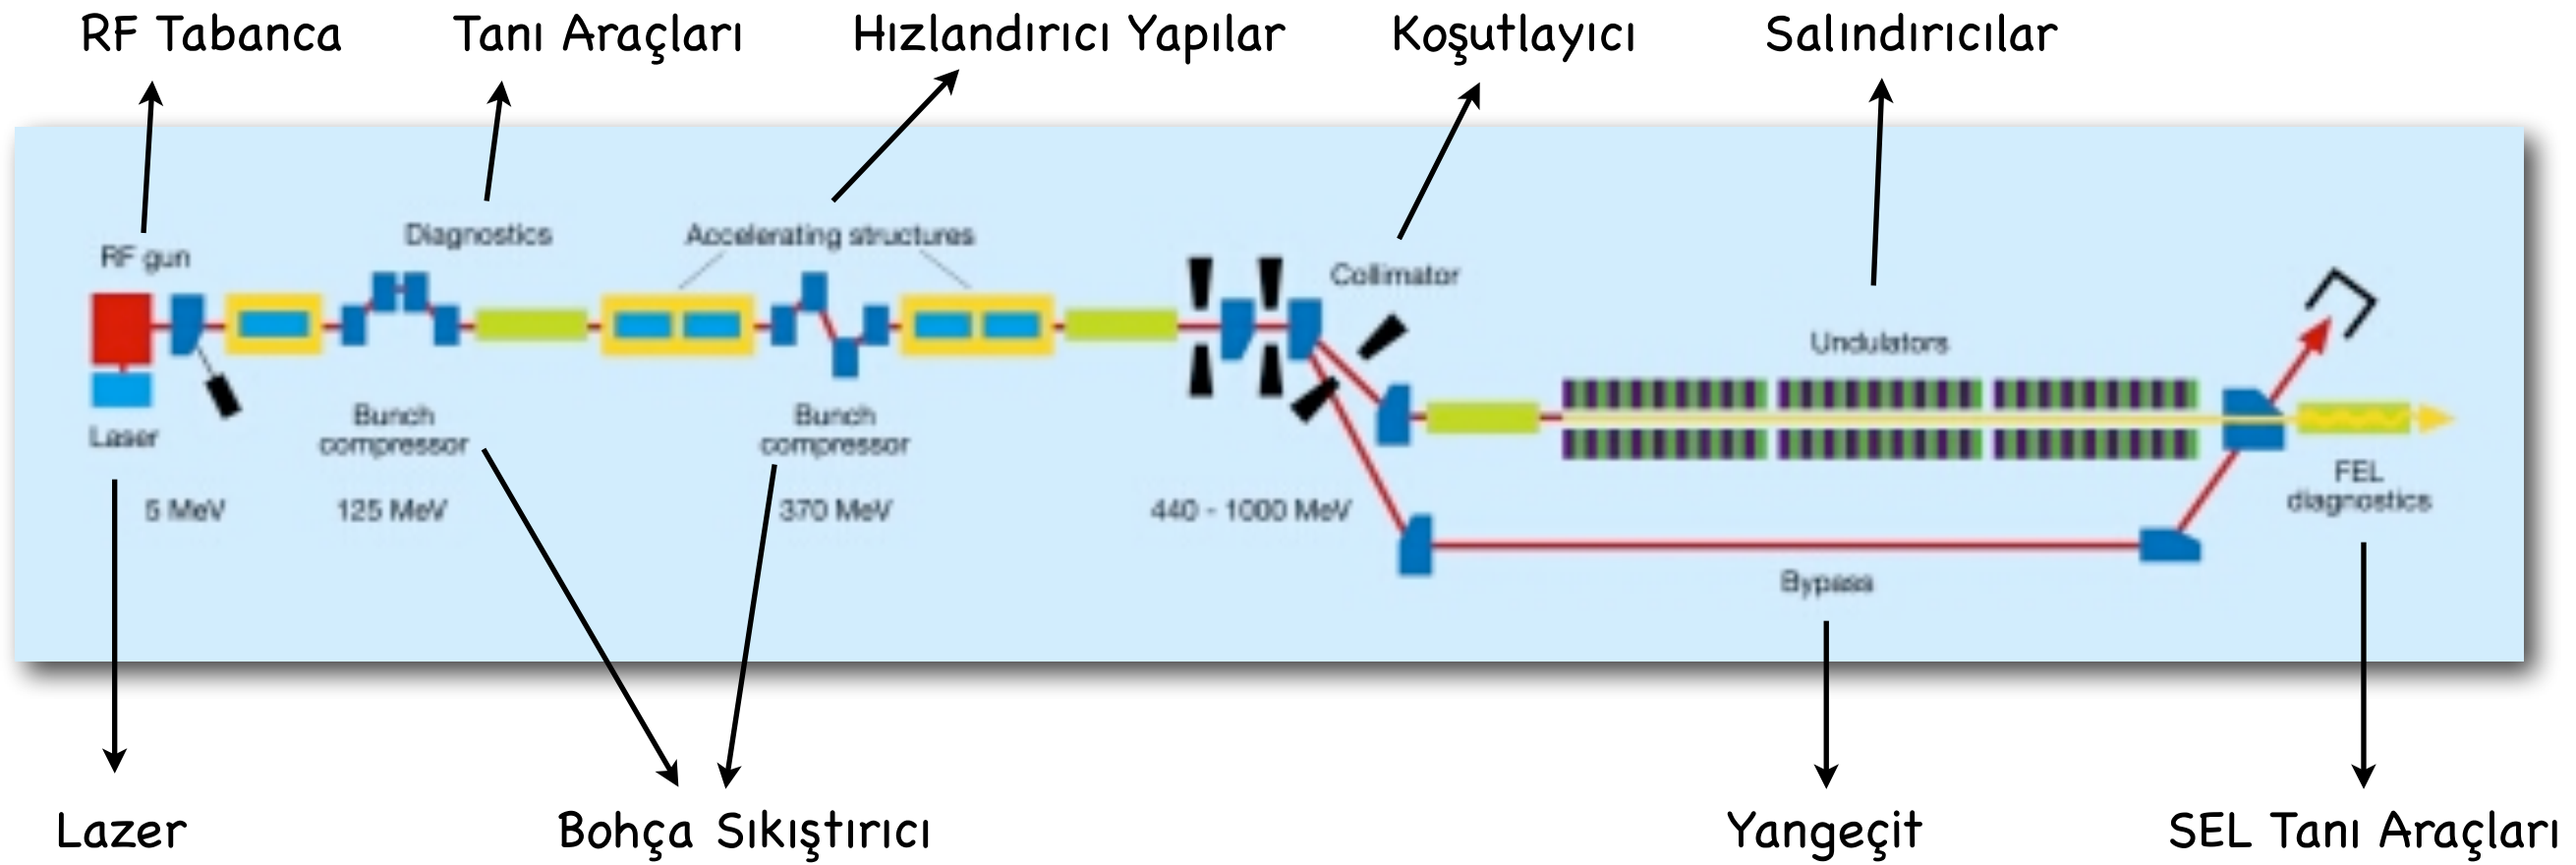 RF Tabanca
Tanı Araçları
Hızlandırıcı Yapılar
Koşutlayıcı
Salındırıcılar
RF gun
Diagnostics
Accelerating structures
Collimator
Undulators
Laser
Bunch
compressor
Bunch
compressor
FEL
diagnostics
5 MeV
125 MeV
370 MeV
440 - 1000 MeV
Bypass
Lazer
Bohça Sıkıştırıcı
Yangeçit
SEL Tanı Araçları